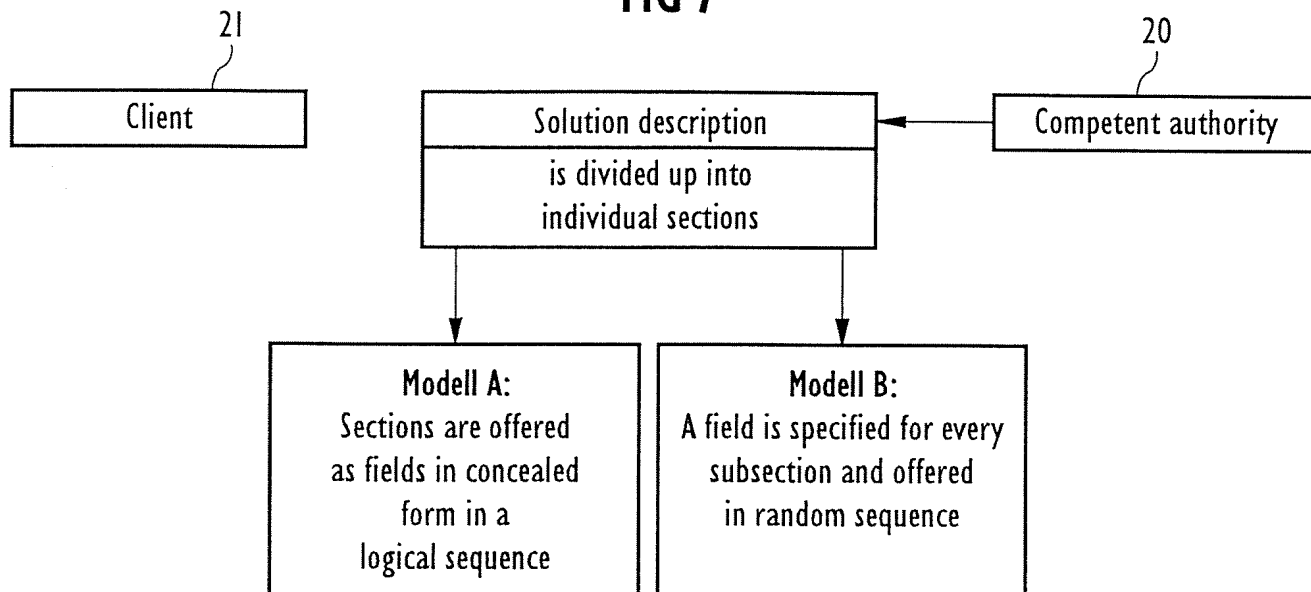 FIG 7
21
20
Client
Solution description
Competent authority
is divided up into
individual sections
Modell A:
Sections are offered
as fields in concealed
form in a
logical sequence
Modell B:
A field is specified for every
subsection and offered
in random sequence